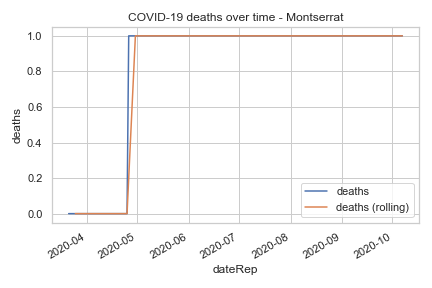 COVID-19 deaths over time - Montserrat
1.0
0.8
0.6
0.4
0.2
0.0
deaths
deaths
deaths (rolling)
2020-04
2020-05
2020-06
2020-07
2020-08
2020-09
2020-10
dateRep